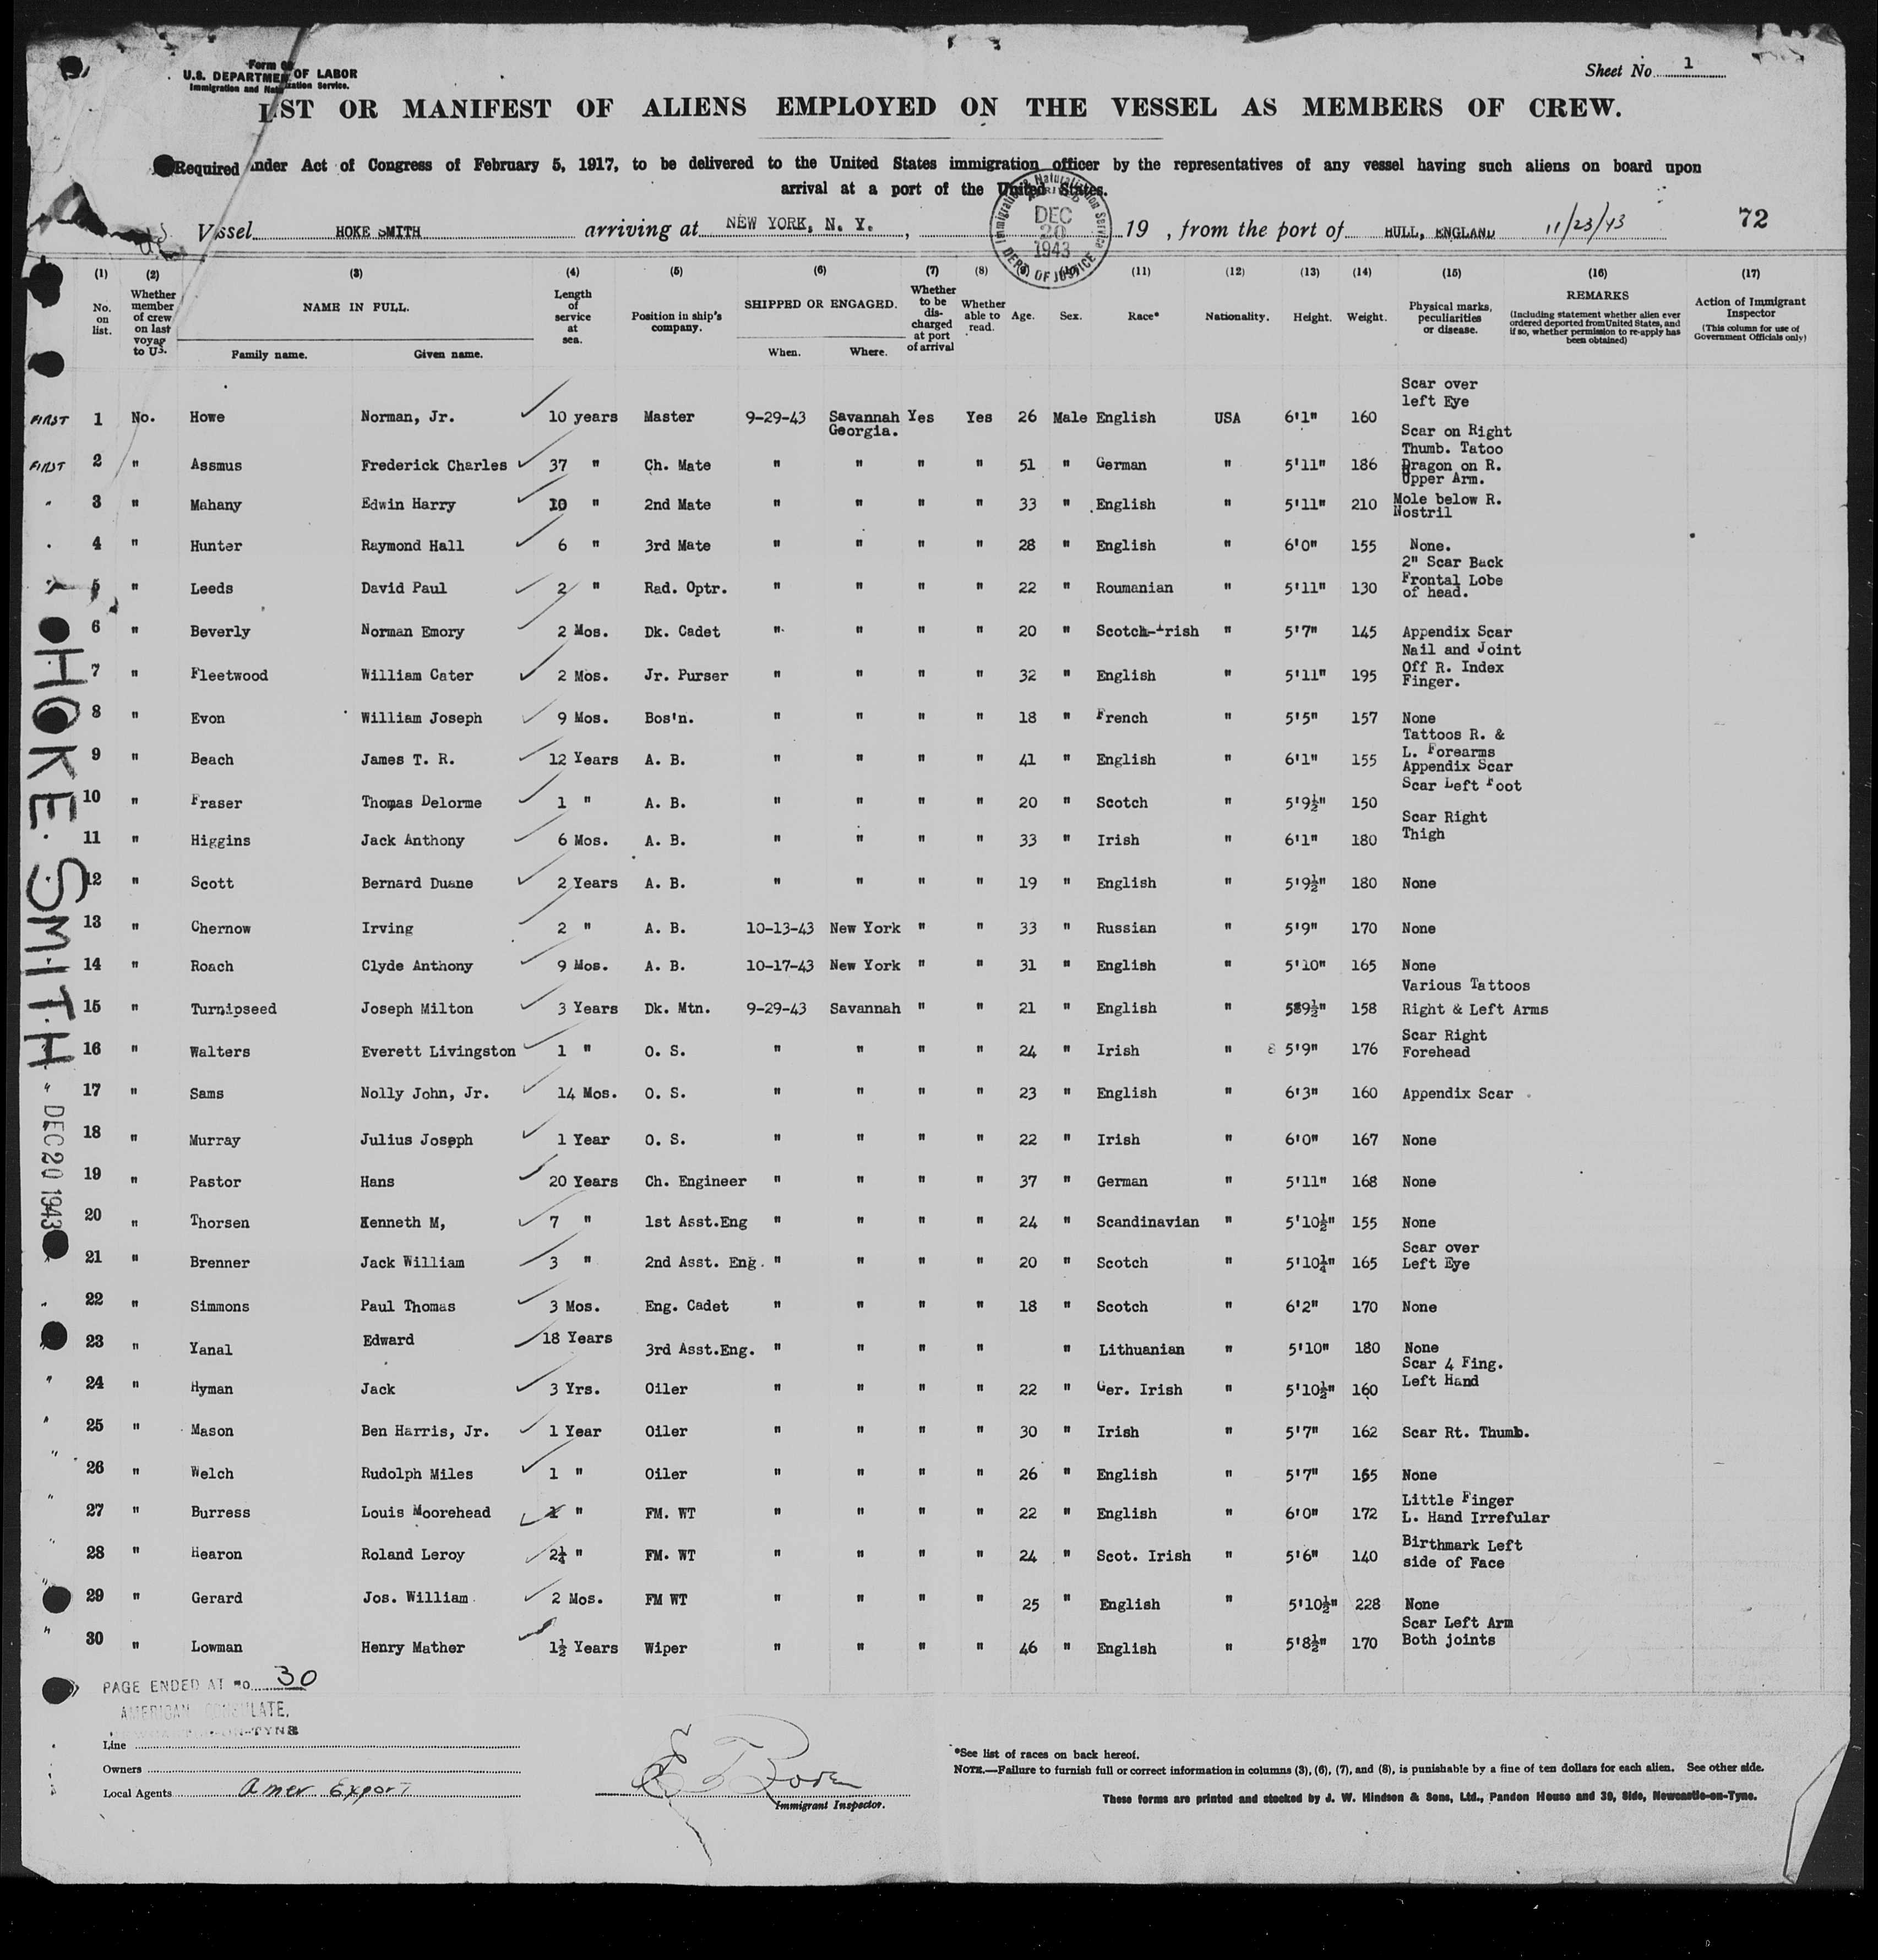 Form
U.S. DEPARTMEN OF LABOR
Immigration and Naturalization Service.
Sheet No. 1
LIST OR MANIFEST OF ALIENS EMPLOYED ON THE VESSEL AS MEMBERS OF CREW.
Required under Act of Congress of February 5, 1917, to be delivered to the United States immigration officer by the representatives of any vessel having such aliens on board upon
arrival at a port of the United States.
Vessel HOKE SMITH arriving at NEW YORK, N. Y., 19 , from the port of HULL, ENGLAND 11/23/43 72
Immigration & Naturalization Service
ARRIVED
DEC
20
1943
DEPT. OF JUSTICE
(1) (2) (3) (4) (5) (6) (7) (8) (9) (10) (11) (12) (13) (14) (15) (16) (17)
No. on list. Whether member of crew on last voyage to U.S. NAME IN FULL. Family name. Given name. Length of service at sea. Position in ship's company. SHIPPED OR ENGAGED. When. Where. Whether to be discharged at port of arrival Whether able to read. Age. Sex. Race* Nationality. Height. Weight. Physical marks, peculiarities or disease. REMARKS (Including statement whether alien ever ordered deported from United States, and if so, whether permission to re-apply has been obtained) Action of Immigrant Inspector (This column for use of Government Officials only)
FIRST 1 No. Howe Norman, Jr. 10 years Master 9-29-43 Savannah Georgia. Yes Yes 26 Male English USA 6'1" 160 Scar over left Eye
FIRST 2 " Assmus Frederick Charles 37 " Ch. Mate " " " " 51 " German " 5'11" 186 Scar on Right Thumb. Tatoo Dragon on R. Upper Arm.
3 " Mahany Edwin Harry 10 " 2nd Mate " " " " 33 " English " 5'11" 210 Mole below R. Nostril
4 " Hunter Raymond Hall 6 " 3rd Mate " " " " 28 " English " 6'0" 155 None.
5 " Leeds David Paul 2 " Rad. Optr. " " " " 22 " Roumanian " 5'11" 130 2" Scar Back Frontal Lobe of head.
6 " Beverly Norman Emory 2 Mos. Dk. Cadet " " " " 20 " Scotch-Irish " 5'7" 145 Appendix Scar
7 " Fleetwood William Cater 2 Mos. Jr. Purser " " " " 32 " English " 5'11" 195 Nail and Joint Off R. Index Finger.
8 " Evon William Joseph 9 Mos. Bos'n. " " " " 18 " French " 5'5" 157 None
9 " Beach James T. R. 12 Years A. B. " " " " 41 " English " 6'1" 155 Tattoos R. & L. Forearms Appendix Scar
10 " Fraser Thomas Delorme 1 " A. B. " " " " 20 " Scotch " 5'9½" 150 Scar Left Foot
11 " Higgins Jack Anthony 6 Mos. A. B. " " " " 33 " Irish " 6'1" 180 Scar Right Thigh
12 " Scott Bernard Duane 2 Years A. B. " " " " 19 " English " 5'9½" 180 None
13 " Chernow Irving 2 " A. B. 10-13-43 New York " " 33 " Russian " 5'9" 170 None
14 " Roach Clyde Anthony 9 Mos. A. B. 10-17-43 New York " " 31 " English " 5'10" 165 None
15 " Turnipseed Joseph Milton 3 Years Dk. Mtn. 9-29-43 Savannah " " 21 " English " 589½" 158 Various Tattoos Right & Left Arms
16 " Walters Everett Livingston 1 " O. S. " " " " 24 " Irish " 5'9" 176 Scar Right Forehead
17 " Sams Nolly John, Jr. 14 Mos. O. S. " " " " 23 " English " 6'3" 160 Appendix Scar
18 " Murray Julius Joseph 1 Year O. S. " " " " 22 " Irish " 6'0" 167 None
19 " Pastor Hans 20 Years Ch. Engineer " " " " 37 " German " 5'11" 168 None
20 " Thorsen Kenneth M, 7 " 1st Asst.Eng " " " " 24 " Scandinavian " 5'10½" 155 None
21 " Brenner Jack William 3 " 2nd Asst. Eng. " " " " 20 " Scotch " 5'10¼" 165 Scar over Left Eye
22 " Simmons Paul Thomas 3 Mos. Eng. Cadet " " " " 18 " Scotch " 6'2" 170 None
23 " Yanal Edward 18 Years 3rd Asst.Eng. " " " " " Lithuanian " 5'10" 180 None
24 " Hyman Jack 3 Yrs. Oiler " " " " 22 " Ger. Irish " 5'10½" 160 Scar 4 Fing. Left Hand
25 " Mason Ben Harris, Jr. 1 Year Oiler " " " " 30 " Irish " 5'7" 162 Scar Rt. Thumb.
26 " Welch Rudolph Miles 1 " Oiler " " " " 26 " English " 5'7" 165 None
27 " Burress Louis Moorehead 1 " FM. WT " " " " 22 " English " 6'0" 172 Little Finger L. Hand Irrefular
28 " Hearon Roland Leroy 2¼ " FM. WT " " " " 24 " Scot. Irish " 5'6" 140 Birthmark Left side of Face
29 " Gerard Jos. William 2 Mos. FM WT " " " " 25 " English " 5'10½" 228 None
30 " Lowman Henry Mather 1½ Years Wiper " " " " 46 " English " 5'8½" 170 Scar Left Arm Both joints
HOKE SMITH
DEC 20 1943
PAGE ENDED AT NO. 30
AMERICAN CONSULATE,
-ON-TYNE
Line
Owners
Local Agents Amer Export
Immigrant Inspector.
*See list of races on back hereof.
NOTE.—Failure to furnish full or correct information in columns (3), (6), (7), and (8), is punishable by a fine of ten dollars for each alien. See other side.
These forms are printed and stocked by J. W. Hindson & Sons, Ltd., Pandon House and 39, Side, Newcastle-on-Tyne.